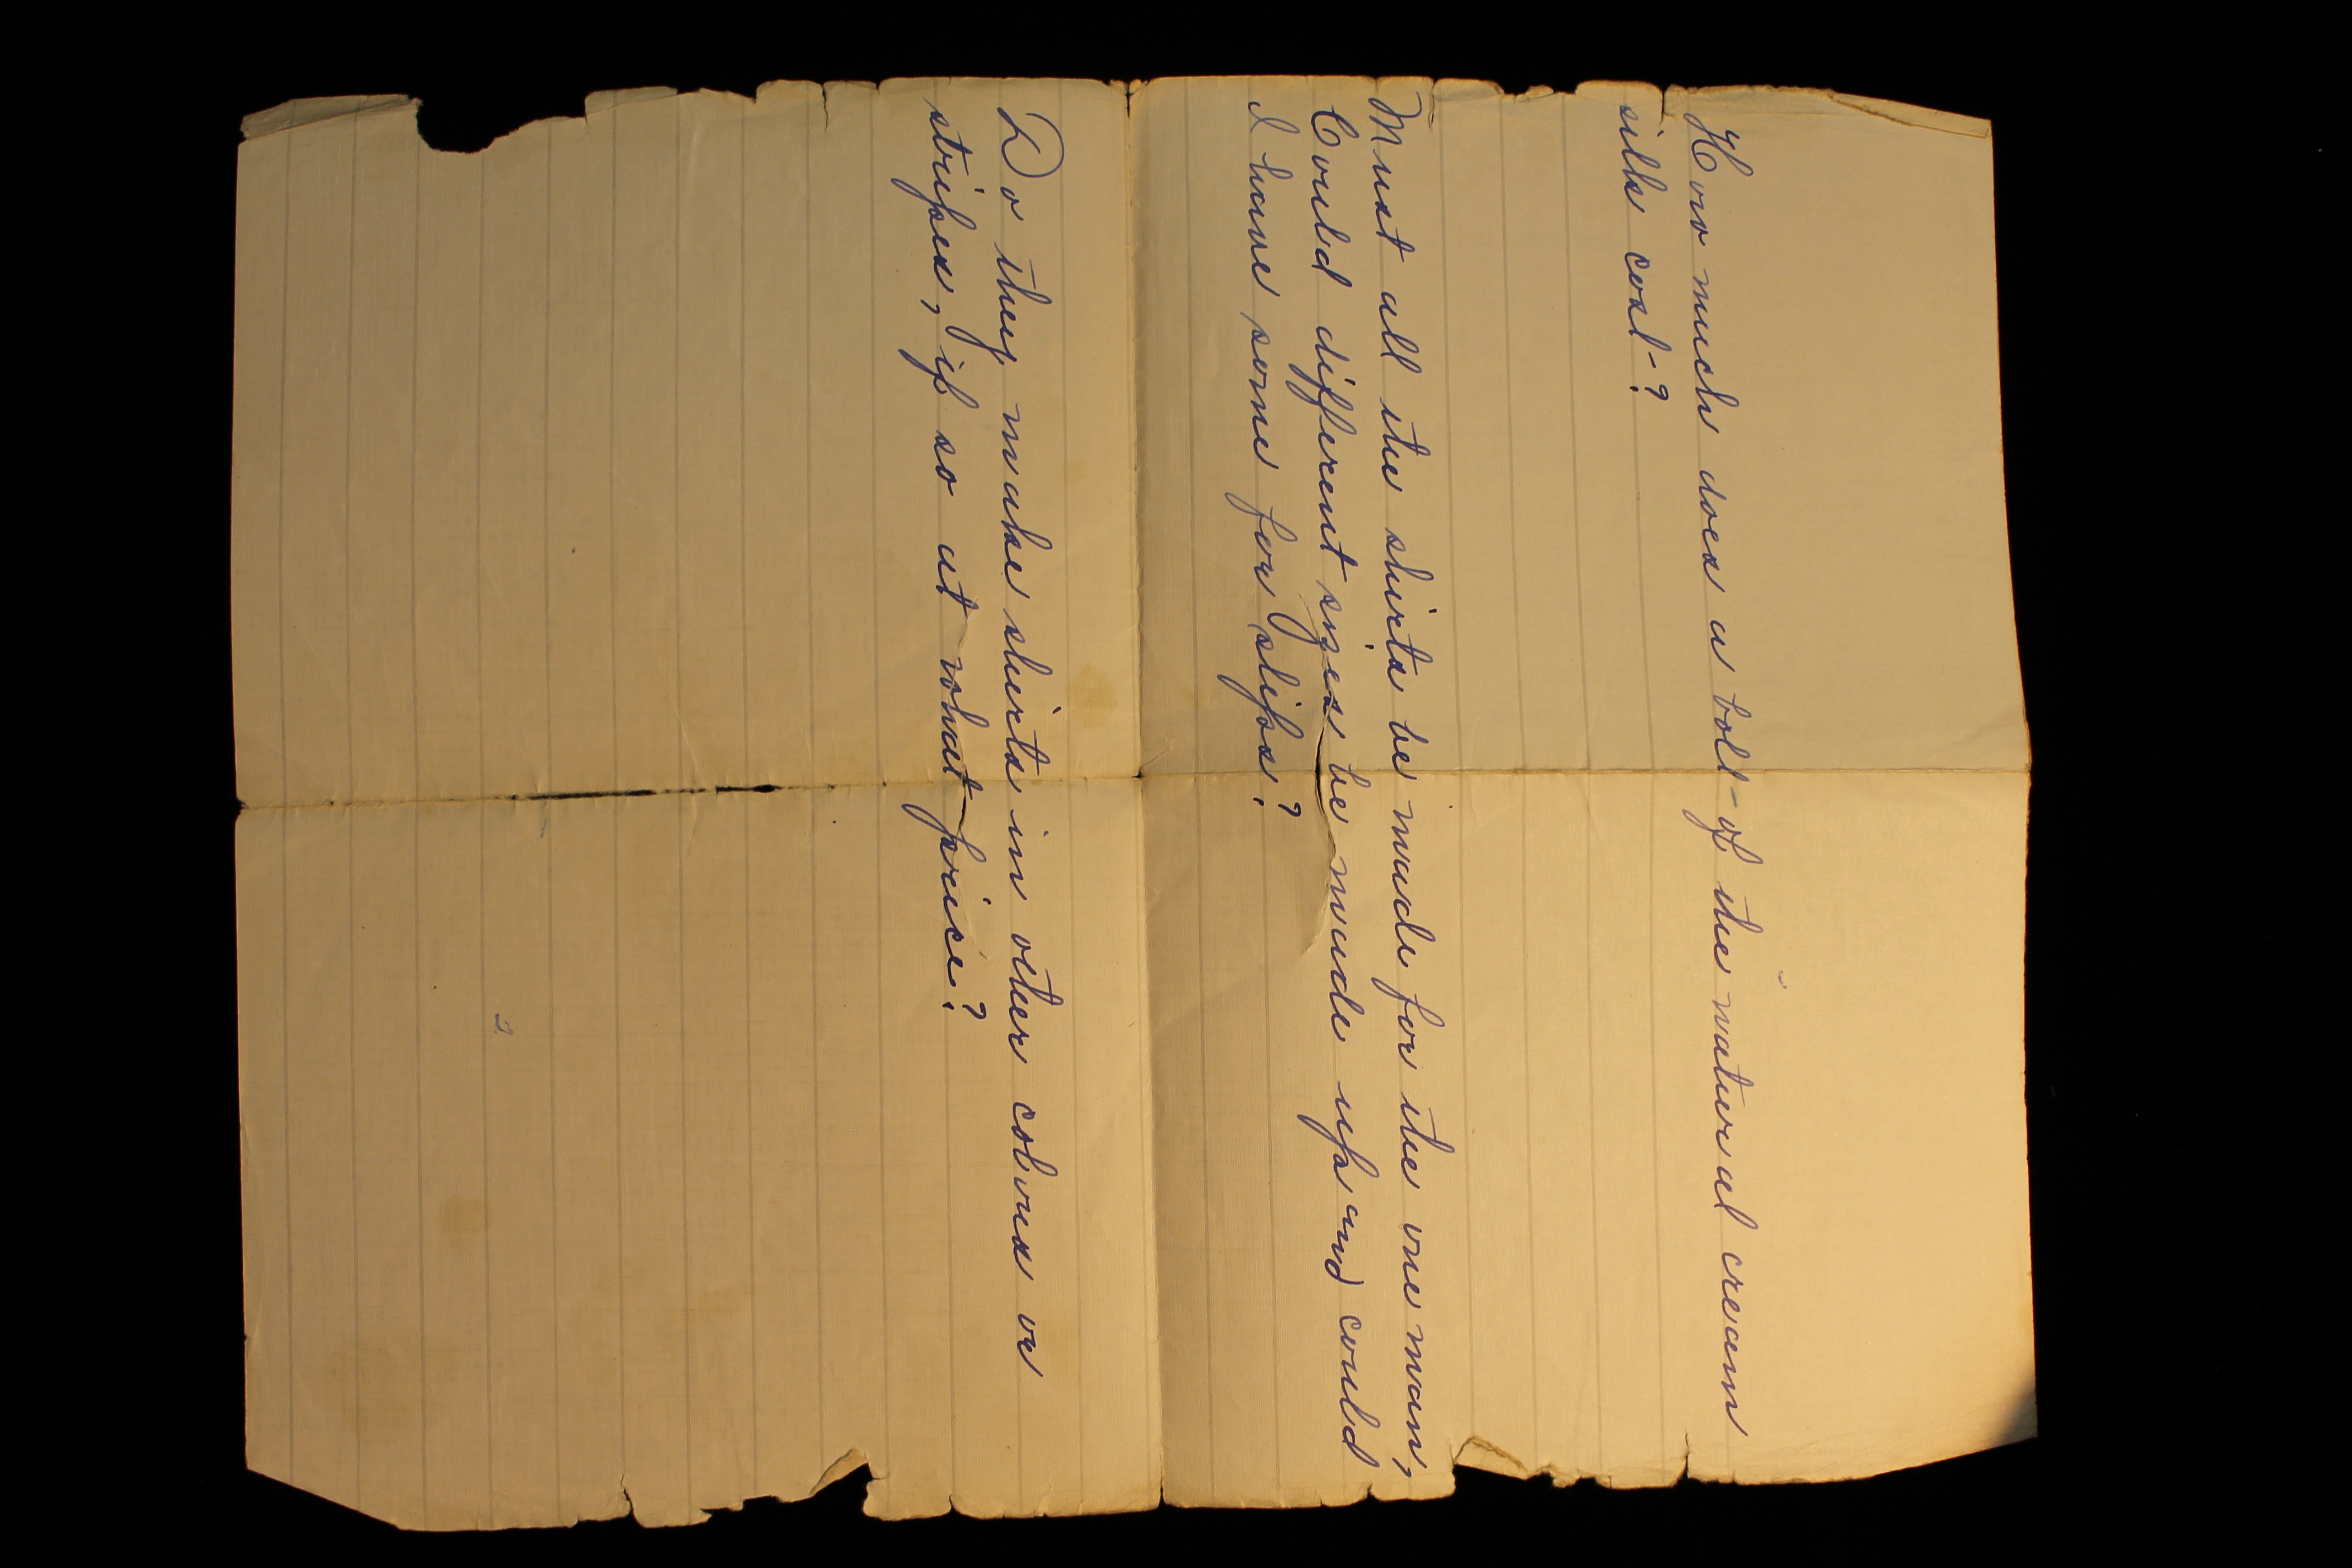 How much does a bolt of the natural cream
silk cost?
Must all the shirts be made for the one man,
Could different sizes be made up and could
I have some for slips?
Do they make shirts in other colours or
stripes, if so at what price?